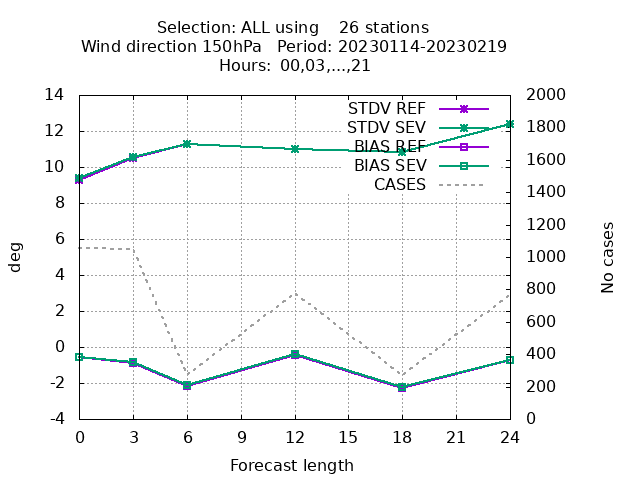 Selection: ALL using    26 stations
Wind direction 150hPa   Period: 20230114-20230219
Hours: 00,03,...,21
14
12
10
8
6
4
2
0
-2
-4
deg
2000
1800
1600
1400
1200
1000
800
600
400
200
0
No cases
STDV REF
STDV SEV
BIAS REF
BIAS SEV
CASES
0 3 6 9 12 15 18 21 24
Forecast length